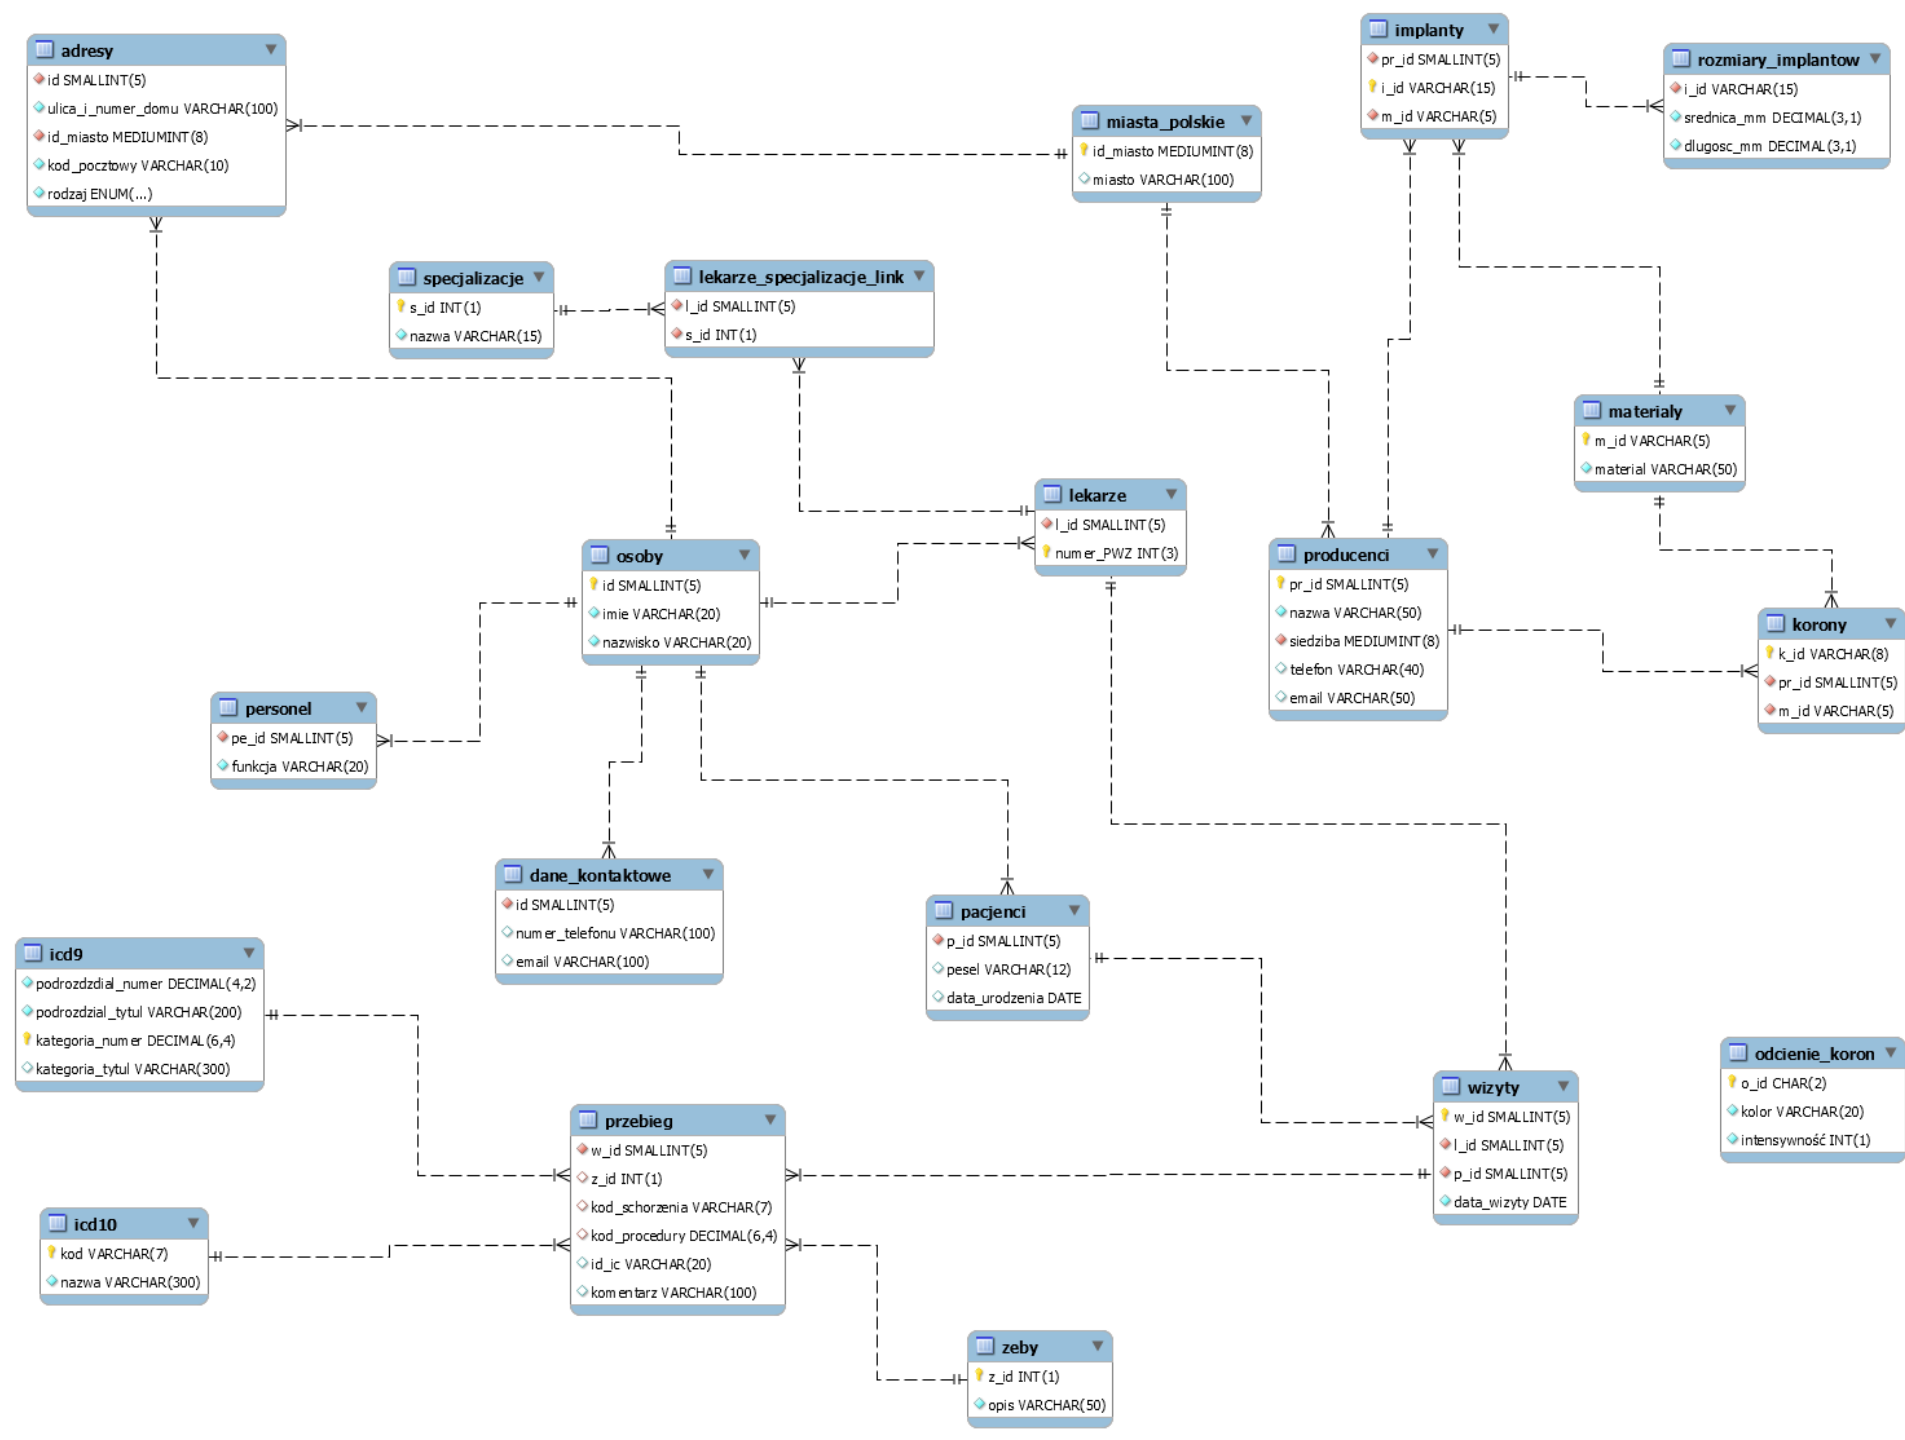 adresy
id SMALLINT(5)
ulica_i_numer_domu VARCHAR(100)
id_miasto MEDIUMINT(8)
kod_pocztowy VARCHAR(10)
rodzaj ENUM(...)
miasta_polskie
id_miasto MEDIUMINT(8)
miasto VARCHAR(100)
implanty
pr_id SMALLINT(5)
i_id VARCHAR(15)
m_id VARCHAR(5)
rozmiary_implantow
i_id VARCHAR(15)
srednica_mm DECIMAL(3,1)
dlugosc_mm DECIMAL(3,1)
specjalizacje
s_id INT(1)
nazwa VARCHAR(15)
lekarze_specjalizacje_link
l_id SMALLINT(5)
s_id INT(1)
materialy
m_id VARCHAR(5)
material VARCHAR(50)
lekarze
l_id SMALLINT(5)
numer_PWZ INT(3)
osoby
id SMALLINT(5)
imie VARCHAR(20)
nazwisko VARCHAR(20)
producenci
pr_id SMALLINT(5)
nazwa VARCHAR(50)
siedziba MEDIUMINT(8)
telefon VARCHAR(40)
email VARCHAR(50)
korony
k_id VARCHAR(8)
pr_id SMALLINT(5)
m_id VARCHAR(5)
personel
pe_id SMALLINT(5)
funkcja VARCHAR(20)
dane_kontaktowe
id SMALLINT(5)
numer_telefonu VARCHAR(100)
email VARCHAR(100)
pacjenci
p_id SMALLINT(5)
pesel VARCHAR(12)
data_urodzenia DATE
icd9
podrozdzdial_numer DECIMAL(4,2)
podrozdzial_tytul VARCHAR(200)
kategoria_numer DECIMAL(6,4)
kategoria_tytul VARCHAR(300)
odcienie_koron
o_id CHAR(2)
kolor VARCHAR(20)
intensywność INT(1)
wizyty
w_id SMALLINT(5)
l_id SMALLINT(5)
p_id SMALLINT(5)
data_wizyty DATE
przebieg
w_id SMALLINT(5)
z_id INT(1)
kod_schorzenia VARCHAR(7)
kod_procedury DECIMAL(6,4)
id_ic VARCHAR(20)
komentarz VARCHAR(100)
icd10
kod VARCHAR(7)
nazwa VARCHAR(300)
zeby
z_id INT(1)
opis VARCHAR(50)